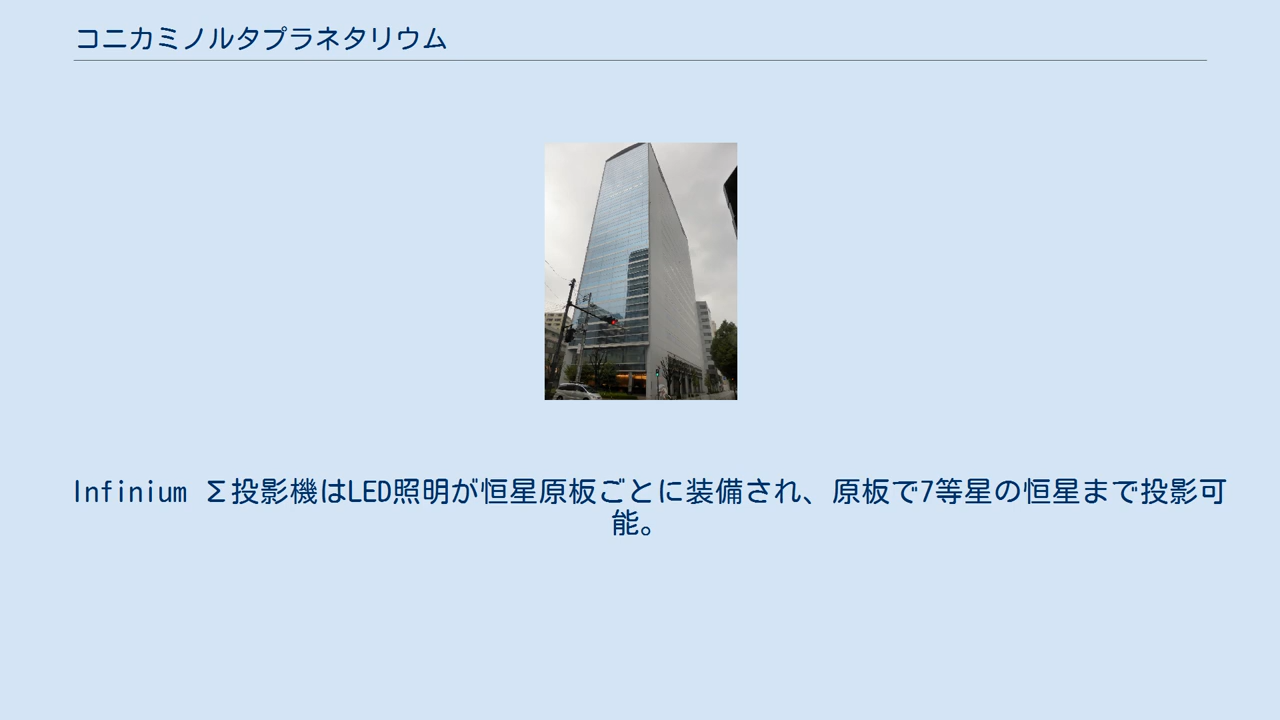 コニカミノルタプラネタリウム
Infinium Σ投影機はLED照明が恒星原板ごとに装備され、原板で7等星の恒星まで投影可
能。